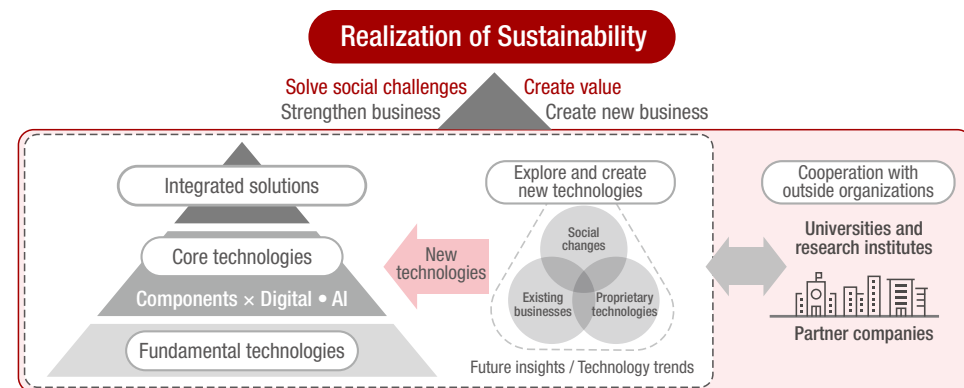 Realization of Sustainability
Solve social challenges
Create value
Strengthen business
Create new business
Integrated solutions
Core technologies
Components × Digital • AI
Fundamental technologies
New
technologies
Explore and create
new technologies
Social
changes
Existing
businesses
Proprietary
technologies
Future insights / Technology trends
Cooperation with
outside organizations
Universities and
research institutes
Partner companies